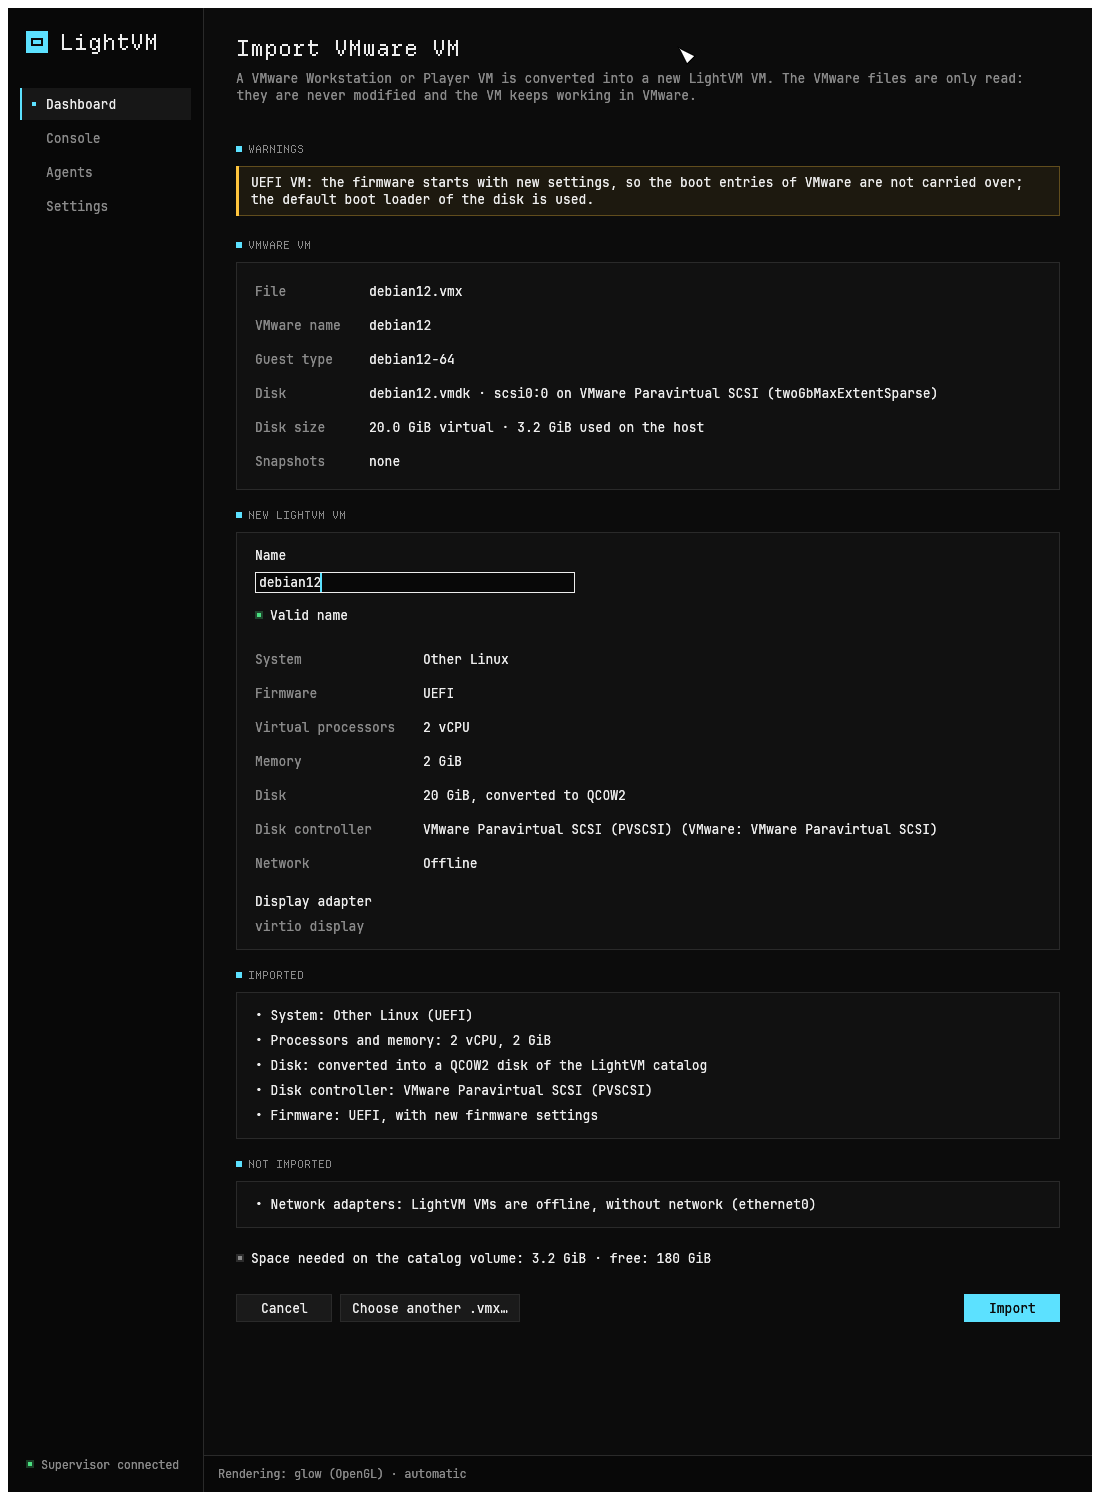 LightVM
Dashboard
Console
Agents
Settings
Supervisor connected
Import VMware VM
A VMware Workstation or Player VM is converted into a new LightVM VM. The VMware files are only read:
they are never modified and the VM keeps working in VMware.
WARNINGS
UEFI VM: the firmware starts with new settings, so the boot entries of VMware are not carried over;
the default boot loader of the disk is used.
VMWARE VM
File debian12.vmx
VMware name debian12
Guest type debian12-64
Disk debian12.vmdk · scsi0:0 on VMware Paravirtual SCSI (twoGbMaxExtentSparse)
Disk size 20.0 GiB virtual · 3.2 GiB used on the host
Snapshots none
NEW LIGHTVM VM
Name
debian12
Valid name
System Other Linux
Firmware UEFI
Virtual processors 2 vCPU
Memory 2 GiB
Disk 20 GiB, converted to QCOW2
Disk controller VMware Paravirtual SCSI (PVSCSI) (VMware: VMware Paravirtual SCSI)
Network Offline
Display adapter
virtio display
IMPORTED
• System: Other Linux (UEFI)
• Processors and memory: 2 vCPU, 2 GiB
• Disk: converted into a QCOW2 disk of the LightVM catalog
• Disk controller: VMware Paravirtual SCSI (PVSCSI)
• Firmware: UEFI, with new firmware settings
NOT IMPORTED
• Network adapters: LightVM VMs are offline, without network (ethernet0)
Space needed on the catalog volume: 3.2 GiB · free: 180 GiB
Cancel Choose another .vmx… Import
Rendering: glow (OpenGL) · automatic